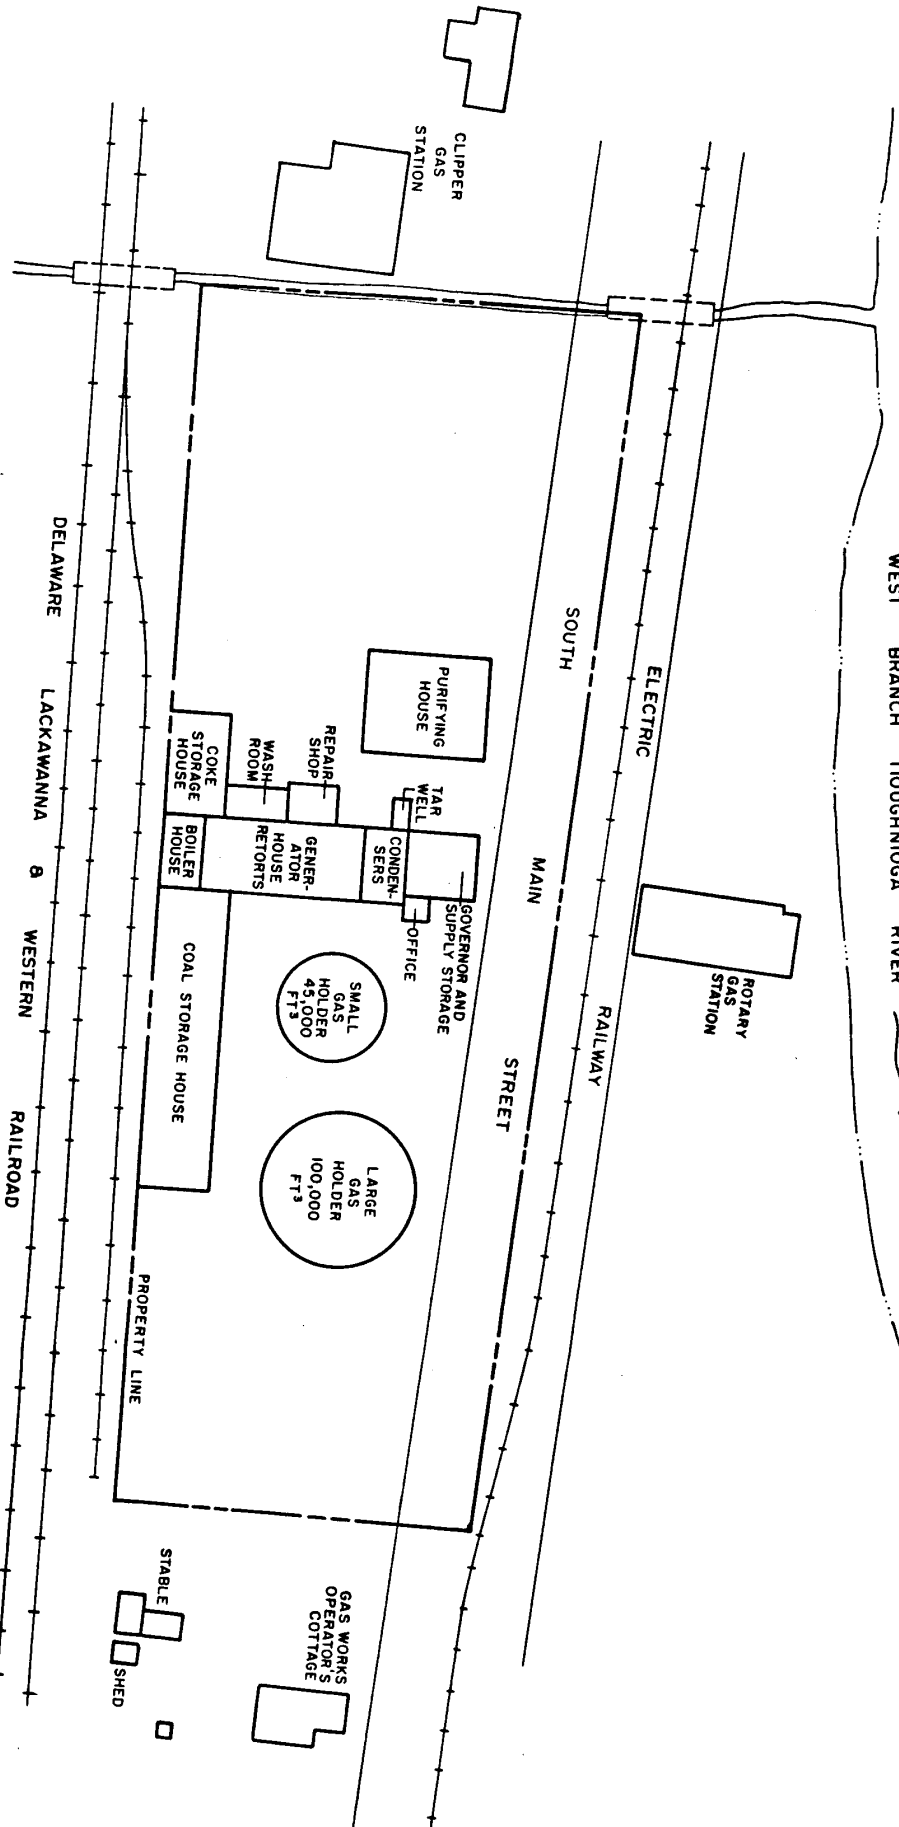 WEST BRANCH TIOUGHNIOGA RIVER
CLIPPER
GAS
STATION
ELECTRIC RAILWAY
SOUTH MAIN STREET
ROTARY
GAS
STATION
PURIFYING
HOUSE
TAR
WELL
REPAIR
SHOP
WASH
ROOM
COKE
STORAGE
HOUSE
GOVERNOR AND
SUPPLY STORAGE
OFFICE
CONDEN-
SERS
GENER-
ATOR
HOUSE
RETORTS
BOILER
HOUSE
SMALL
GAS
HOLDER
45,000
FT³
LARGE
GAS
HOLDER
100,000
FT³
COAL STORAGE HOUSE
PROPERTY LINE
DELAWARE LACKAWANNA & WESTERN RAILROAD
GAS WORKS
OPERATOR'S
COTTAGE
STABLE
SHED